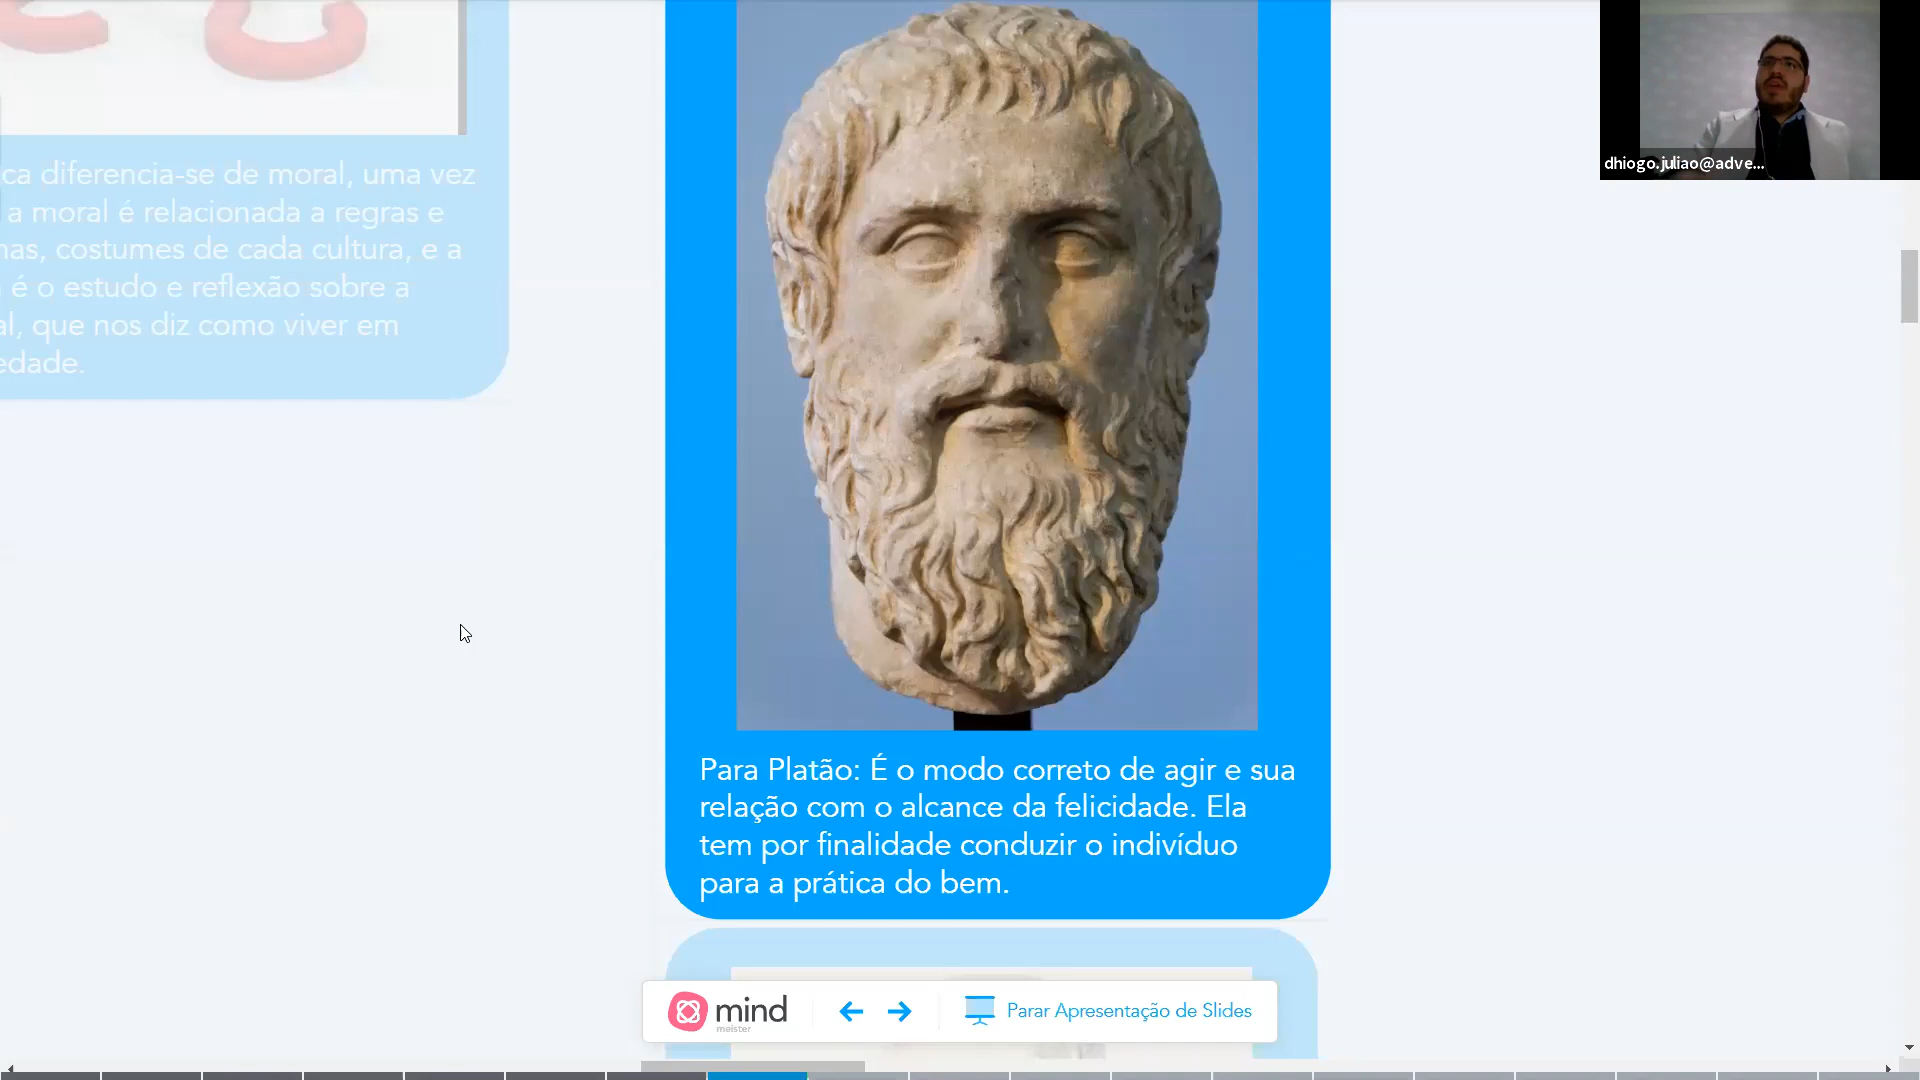 ca diferencia-se de moral, uma vez
a moral é relacionada a regras e
nas, costumes de cada cultura, e a
é o estudo e reflexão sobre a
al, que nos diz como viver em
edade.
dhiogo.juliao@adve...
Para Platão: É o modo correto de agir e sua
relação com o alcance da felicidade. Ela
tem por finalidade conduzir o indivíduo
para a prática do bem.
mind
meister
Parar Apresentação de Slides